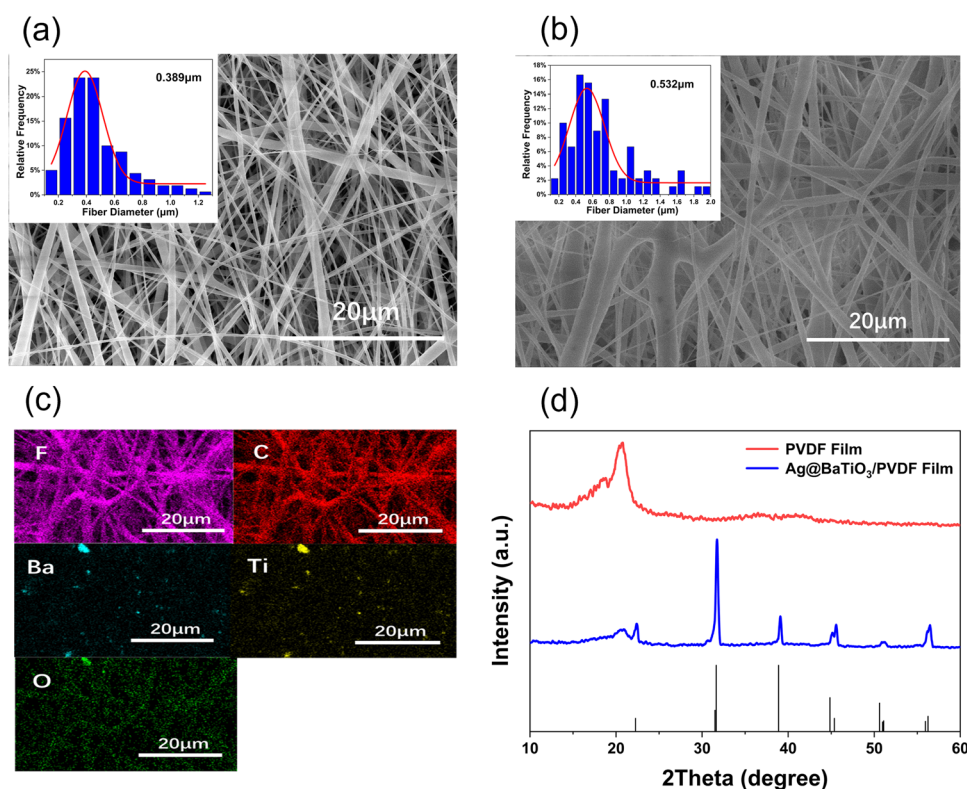 (a)
0.389μm
25%
20%
15%
10%
5%
0%
Relative Frequency
0.2 0.4 0.6 0.8 1.0 1.2
Fiber Diameter (μm)
20μm
(b)
0.532μm
18%
16%
14%
12%
10%
8%
6%
4%
2%
0%
Relative Frequency
0.2 0.4 0.6 0.8 1.0 1.2 1.4 1.6 1.8 2.0
Fiber Diameter (μm)
20μm
(c)
F
20μm
C
20μm
Ba
20μm
Ti
20μm
O
20μm
(d)
PVDF Film
Ag@BaTiO₃/PVDF Film
Intensity (a.u.)
10 20 30 40 50 60
2Theta (degree)